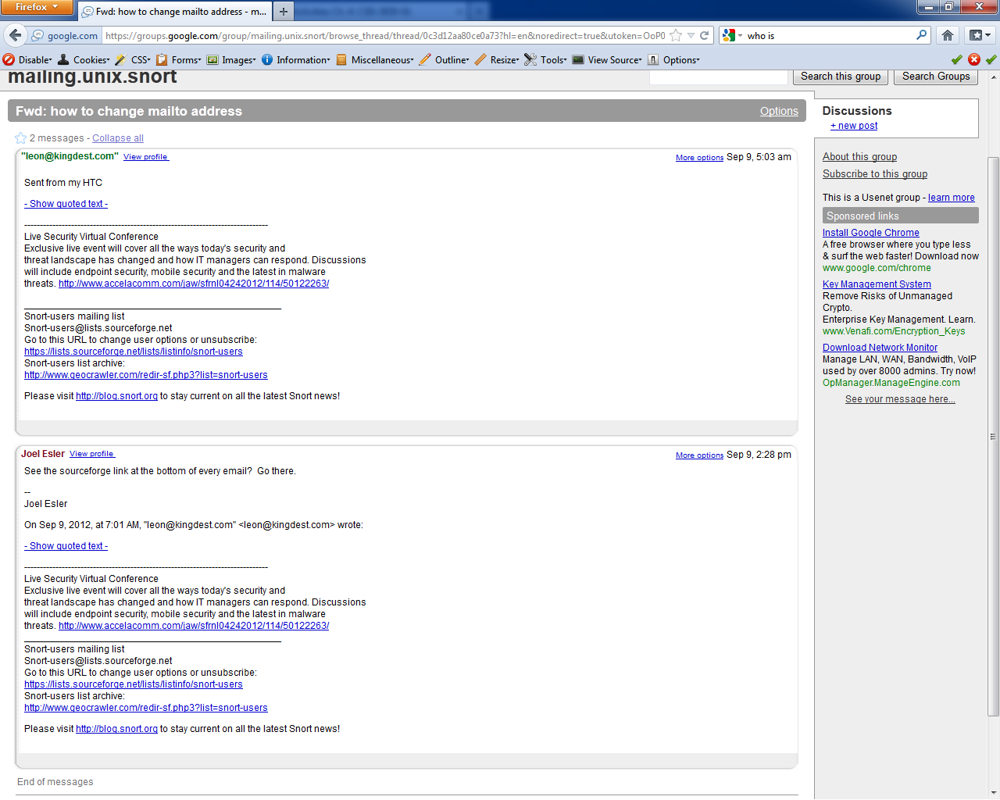 Firefox
Fwd: how to change mailto address - m...
google.com
https://groups.google.com/group/mailing.unix.snort/browse_thread/thread/0c3d12aa80ce0a73?hl=en&noredirect=true&utoken=OoP0
who is
Disable
Cookies
CSS
Forms
Images
Information
Miscellaneous
Outline
Resize
Tools
View Source
Options
mailing.unix.snort
Search this group
Search Groups
Fwd: how to change mailto address
Options
2 messages - Collapse all
"leon@kingdest.com" View profile
More options Sep 9, 5:03 am
Sent from my HTC
- Show quoted text -
------------------------------------------------------------------------------
Live Security Virtual Conference
Exclusive live event will cover all the ways today's security and
threat landscape has changed and how IT managers can respond. Discussions
will include endpoint security, mobile security and the latest in malware
threats. http://www.accelacomm.com/jaw/sfrnl04242012/114/50122263/
_______________________________________________
Snort-users mailing list
Snort-users@lists.sourceforge.net
Go to this URL to change user options or unsubscribe:
https://lists.sourceforge.net/lists/listinfo/snort-users
Snort-users list archive:
http://www.geocrawler.com/redir-sf.php3?list=snort-users
Please visit http://blog.snort.org to stay current on all the latest Snort news!
Joel Esler View profile
More options Sep 9, 2:28 pm
See the sourceforge link at the bottom of every email?  Go there.
--
Joel Esler
On Sep 9, 2012, at 7:01 AM, "leon@kingdest.com" <leon@kingdest.com> wrote:
- Show quoted text -
------------------------------------------------------------------------------
Live Security Virtual Conference
Exclusive live event will cover all the ways today's security and
threat landscape has changed and how IT managers can respond. Discussions
will include endpoint security, mobile security and the latest in malware
threats. http://www.accelacomm.com/jaw/sfrnl04242012/114/50122263/
_______________________________________________
Snort-users mailing list
Snort-users@lists.sourceforge.net
Go to this URL to change user options or unsubscribe:
https://lists.sourceforge.net/lists/listinfo/snort-users
Snort-users list archive:
http://www.geocrawler.com/redir-sf.php3?list=snort-users
Please visit http://blog.snort.org to stay current on all the latest Snort news!
End of messages
Discussions
+ new post
About this group
Subscribe to this group
This is a Usenet group - learn more
Sponsored links
Install Google Chrome
A free browser where you type less
& surf the web faster! Download now
www.google.com/chrome
Key Management System
Remove Risks of Unmanaged
Crypto.
Enterprise Key Management. Learn.
www.Venafi.com/Encryption_Keys
Download Network Monitor
Manage LAN, WAN, Bandwidth, VoIP
used by over 8000 admins. Try now!
OpManager.ManageEngine.com
See your message here...